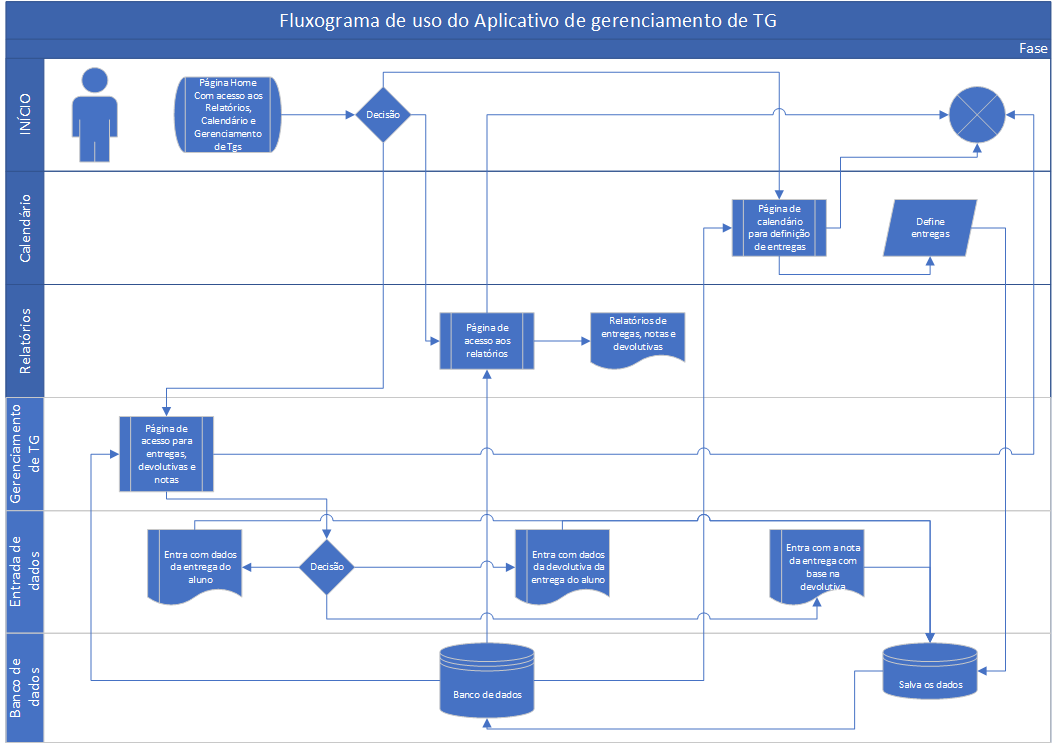 Fluxograma de uso do Aplicativo de gerenciamento de TG
Fase
INÍCIO
Página Home
Com acesso aos
Relatórios,
Calendário e
Gerenciamento
de Tgs
Decisão
Calendário
Página de
calendário
para definição
de entregas
Define
entregas
Relatórios
Página de
acesso aos
relatórios
Relatórios de
entregas, notas e
devolutivas
Gerenciamento
de TG
Página de
acesso para
entregas,
devolutivas e
notas
Entrada de
dados
Entra com dados
da entrega do
aluno
Decisão
Entra com dados
da devolutiva da
entrega do aluno
Entra com a nota
da entrega com
base na
devolutiva
Banco de
dados
Banco de dados
Salva os dados